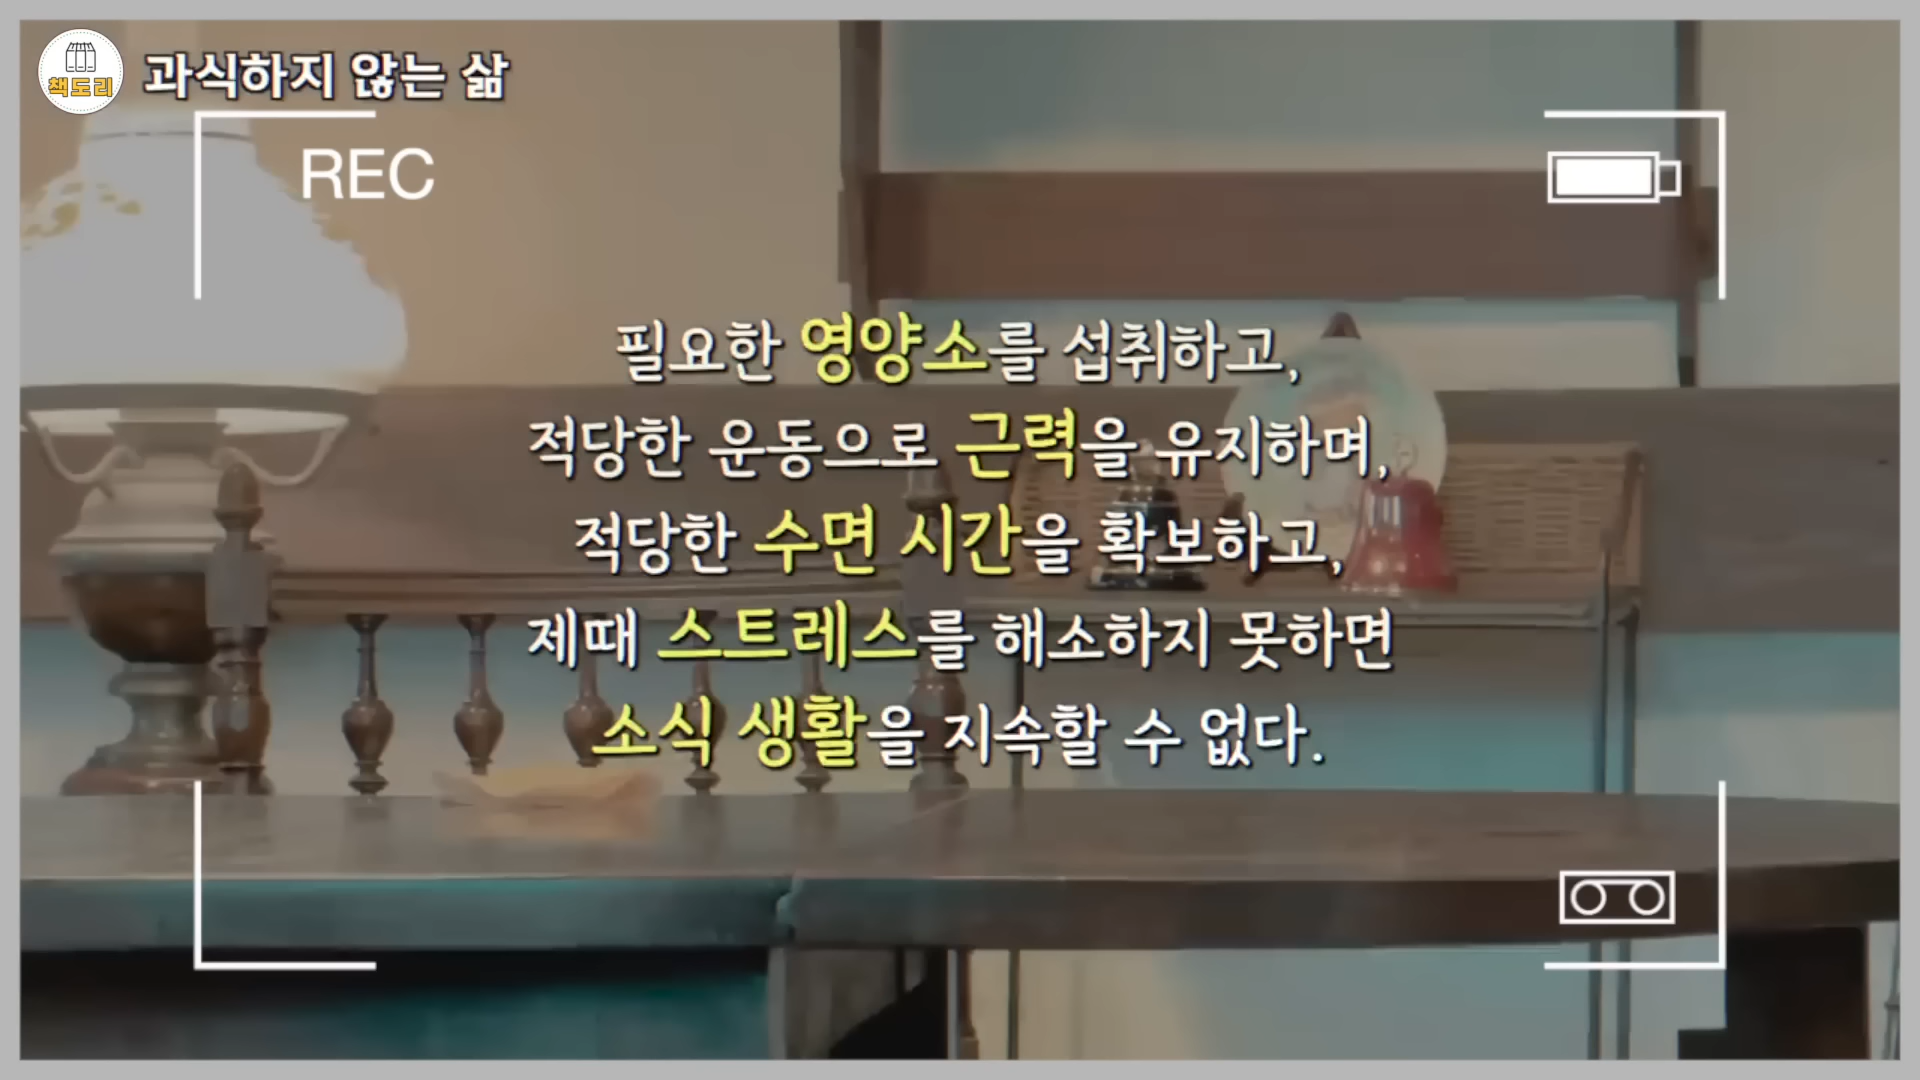 책도리
과식하지 않는 삶
REC
필요한 영양소를 섭취하고,
적당한 운동으로 근력을 유지하며,
적당한 수면 시간을 확보하고,
제때 스트레스를 해소하지 못하면
소식 생활을 지속할 수 없다.